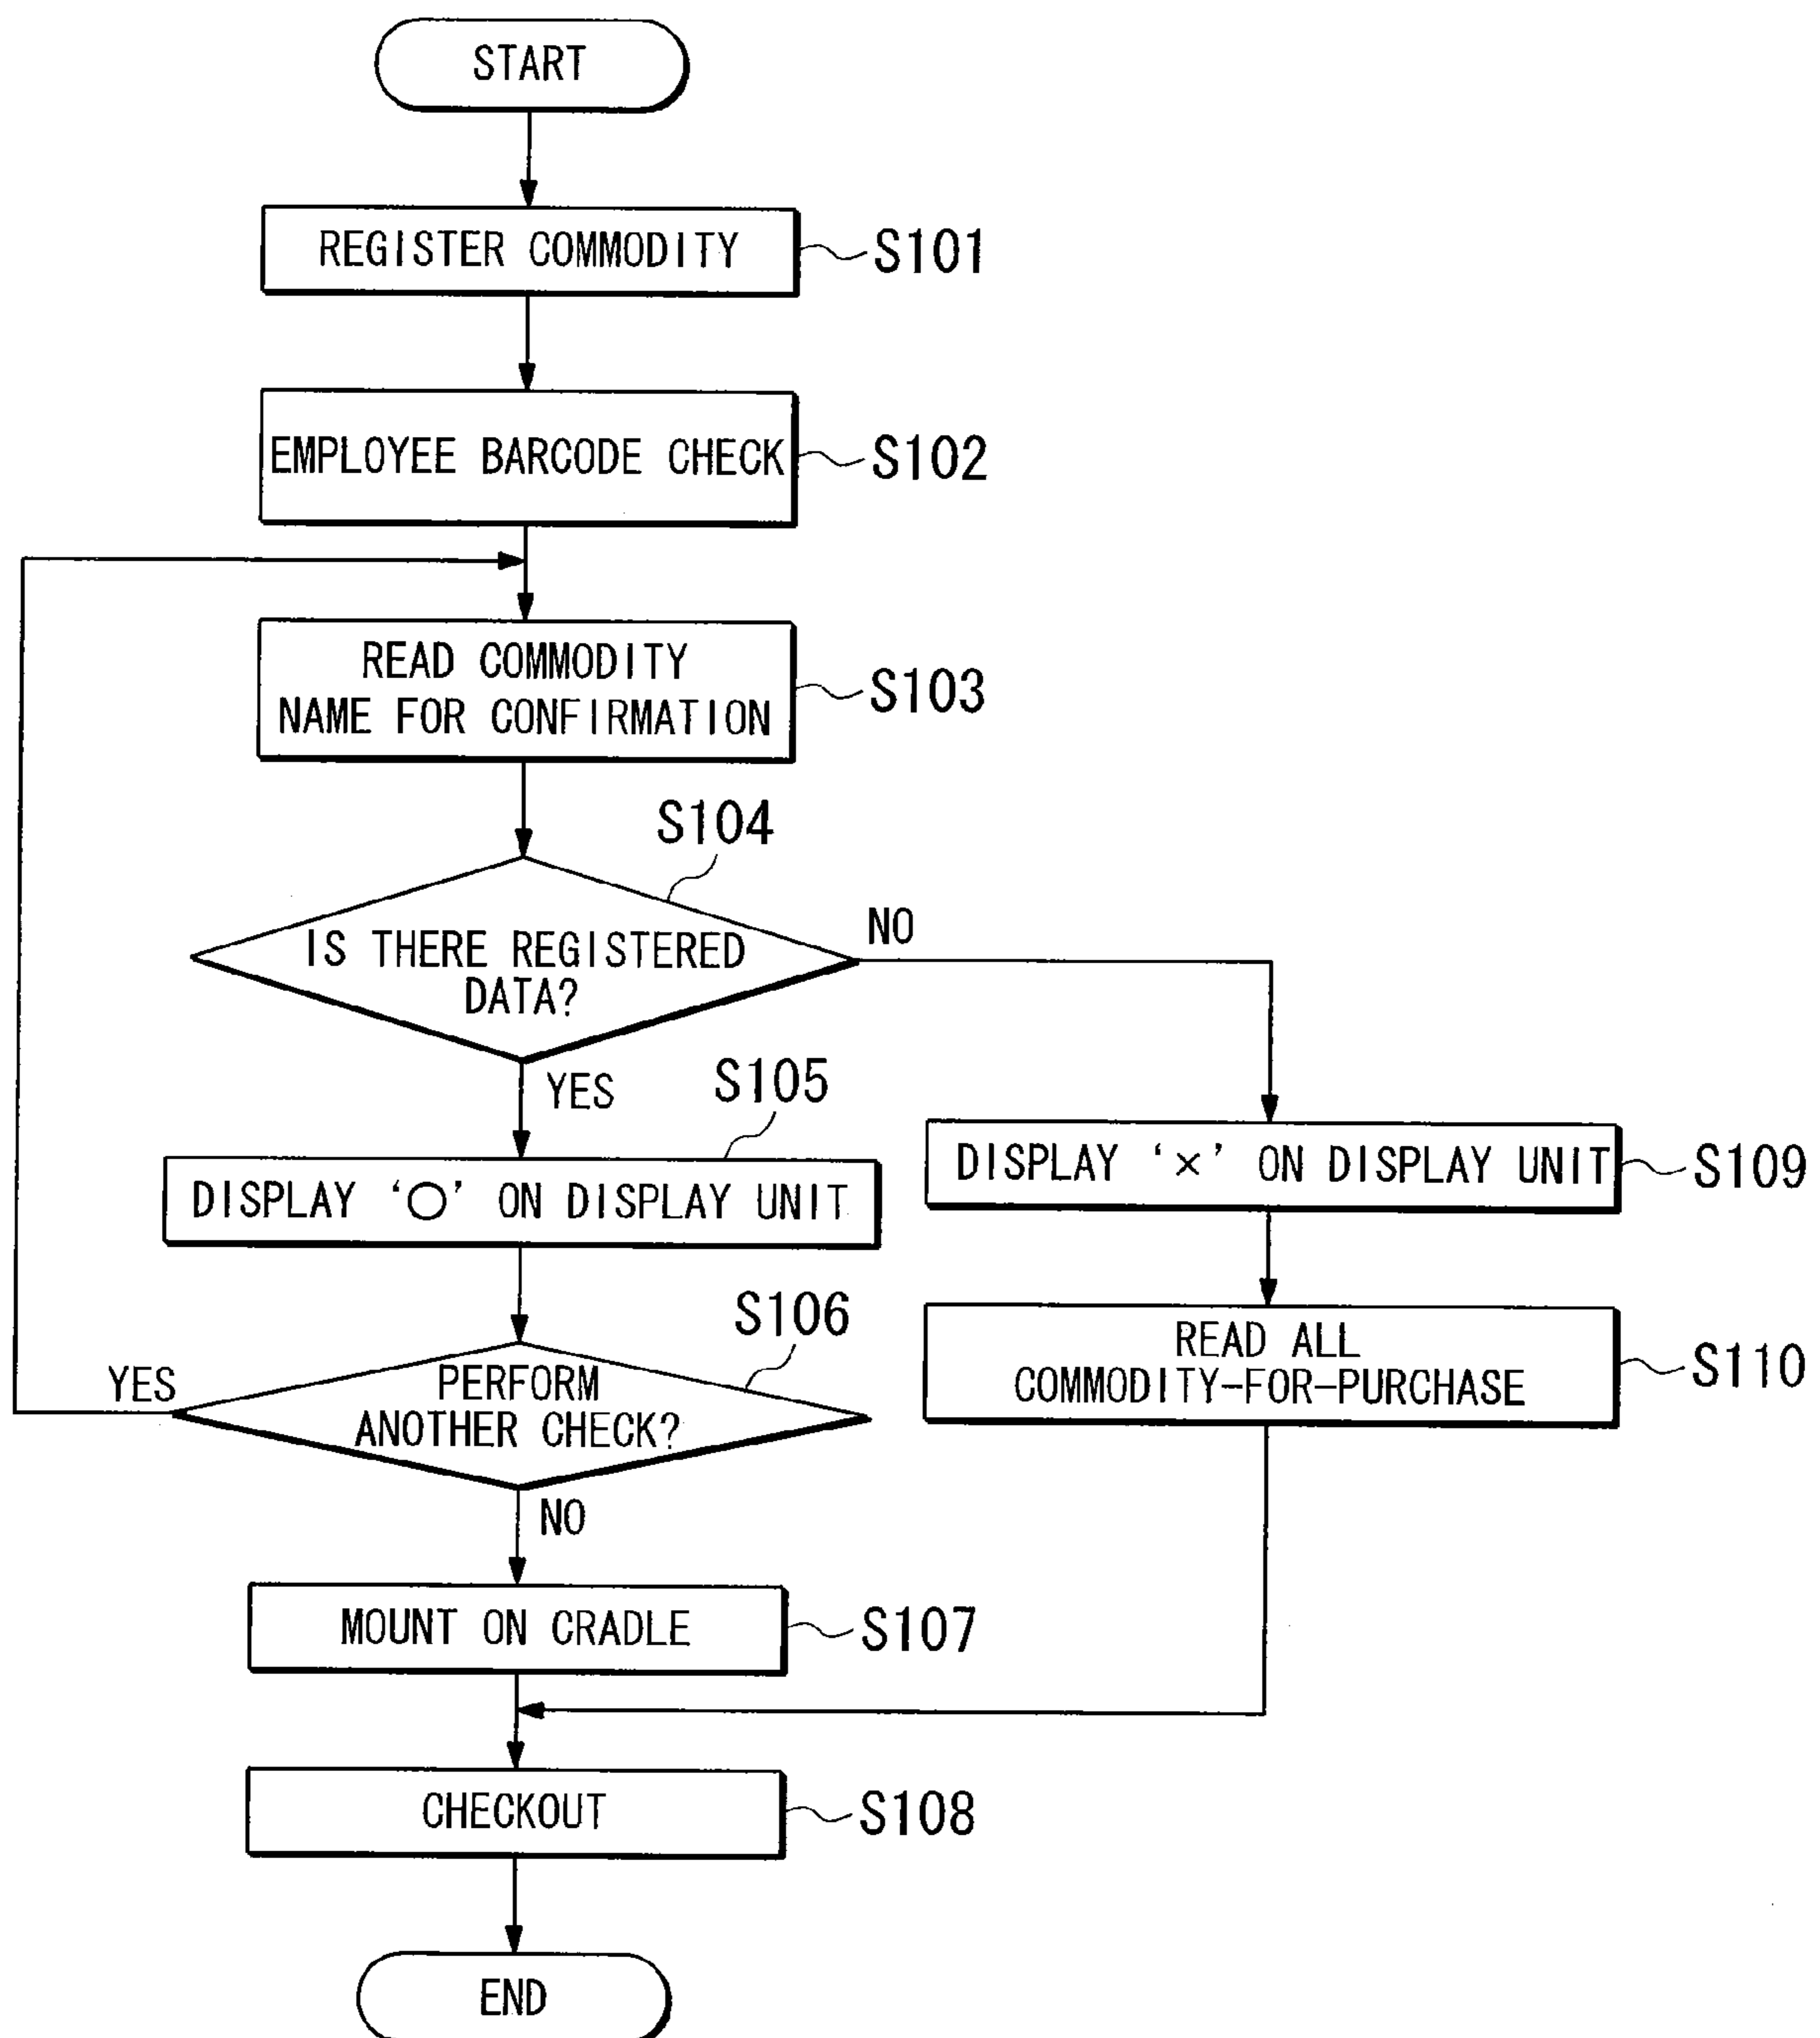 START
REGISTER COMMODITY
S101
EMPLOYEE BARCODE CHECK
S102
READ COMMODITY
NAME FOR CONFIRMATION
S103
S104
IS THERE REGISTERED
DATA?
NO
YES
S105
DISPLAY ‘○’ ON DISPLAY UNIT
DISPLAY ‘×’ ON DISPLAY UNIT
S109
S106
PERFORM
ANOTHER CHECK?
YES
NO
READ ALL
COMMODITY-FOR-PURCHASE
S110
MOUNT ON CRADLE
S107
CHECKOUT
S108
END